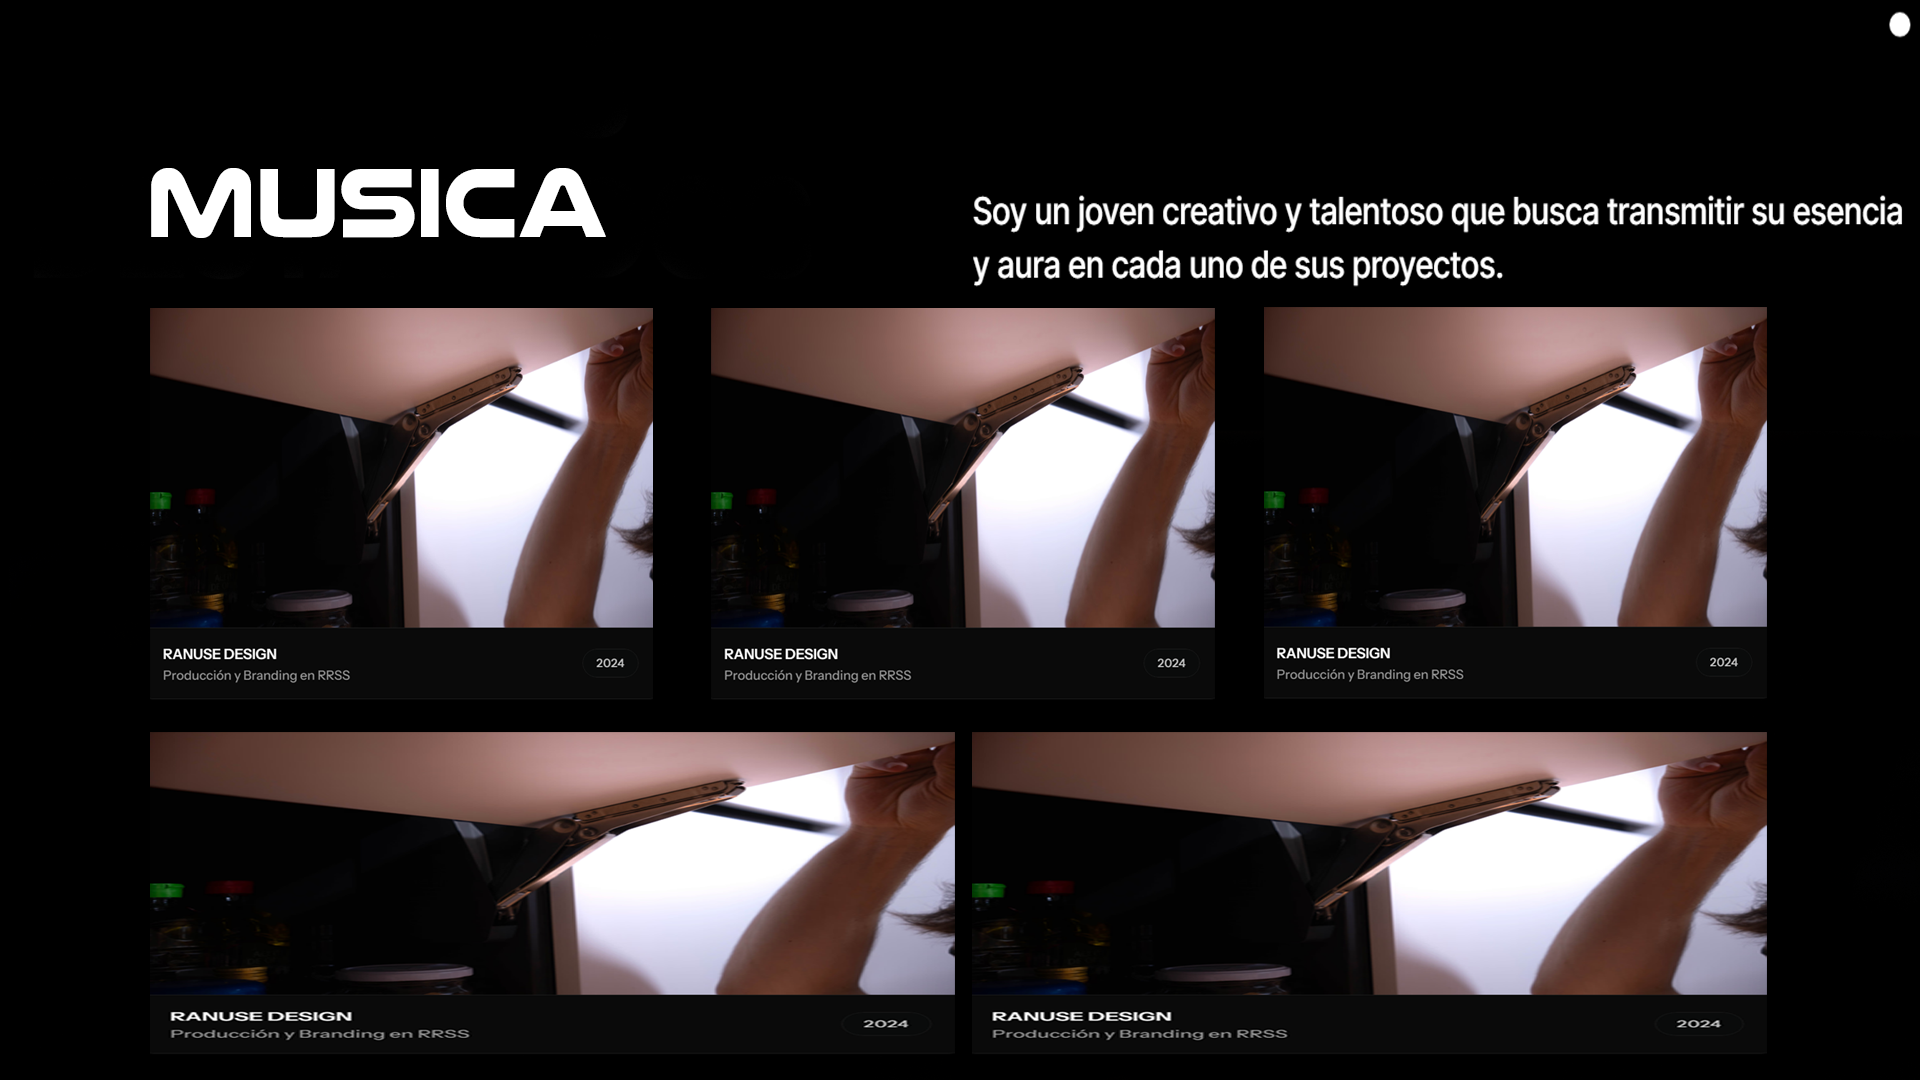 MUSICA
Soy un joven creativo y talentoso que busca transmitir su esencia
y aura en cada uno de sus proyectos.
RANUSE DESIGN
Producción y Branding en RRSS
2024
RANUSE DESIGN
Producción y Branding en RRSS
2024
RANUSE DESIGN
Producción y Branding en RRSS
2024
RANUSE DESIGN
Producción y Branding en RRSS
2024
RANUSE DESIGN
Producción y Branding en RRSS
2024